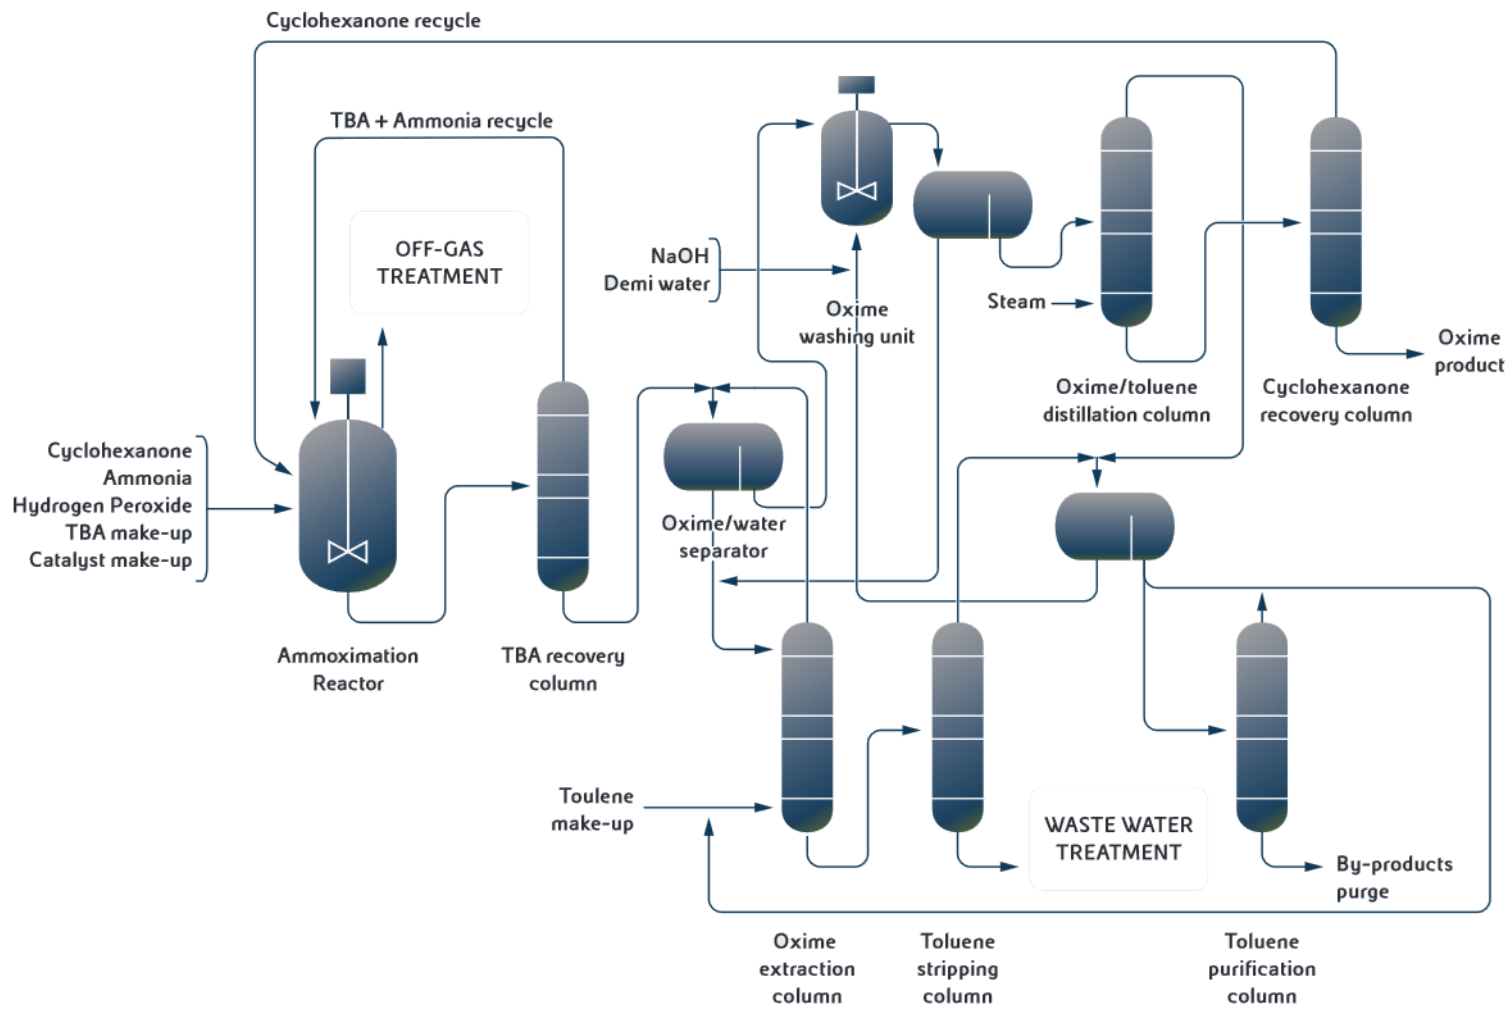 Cyclohexanone recycle
TBA + Ammonia recycle
OFF-GAS
TREATMENT
NaOH
Demi water
Steam
Oxime
washing unit
Oxime
product
Oxime/toluene
distillation column
Cyclohexanone
recovery column
Cyclohexanone
Ammonia
Hydrogen Peroxide
TBA make-up
Catalyst make-up
Oxime/water
separator
Ammoximation
Reactor
TBA recovery
column
Toulene
make-up
WASTE WATER
TREATMENT
By-products
purge
Oxime
extraction
column
Toluene
stripping
column
Toluene
purification
column